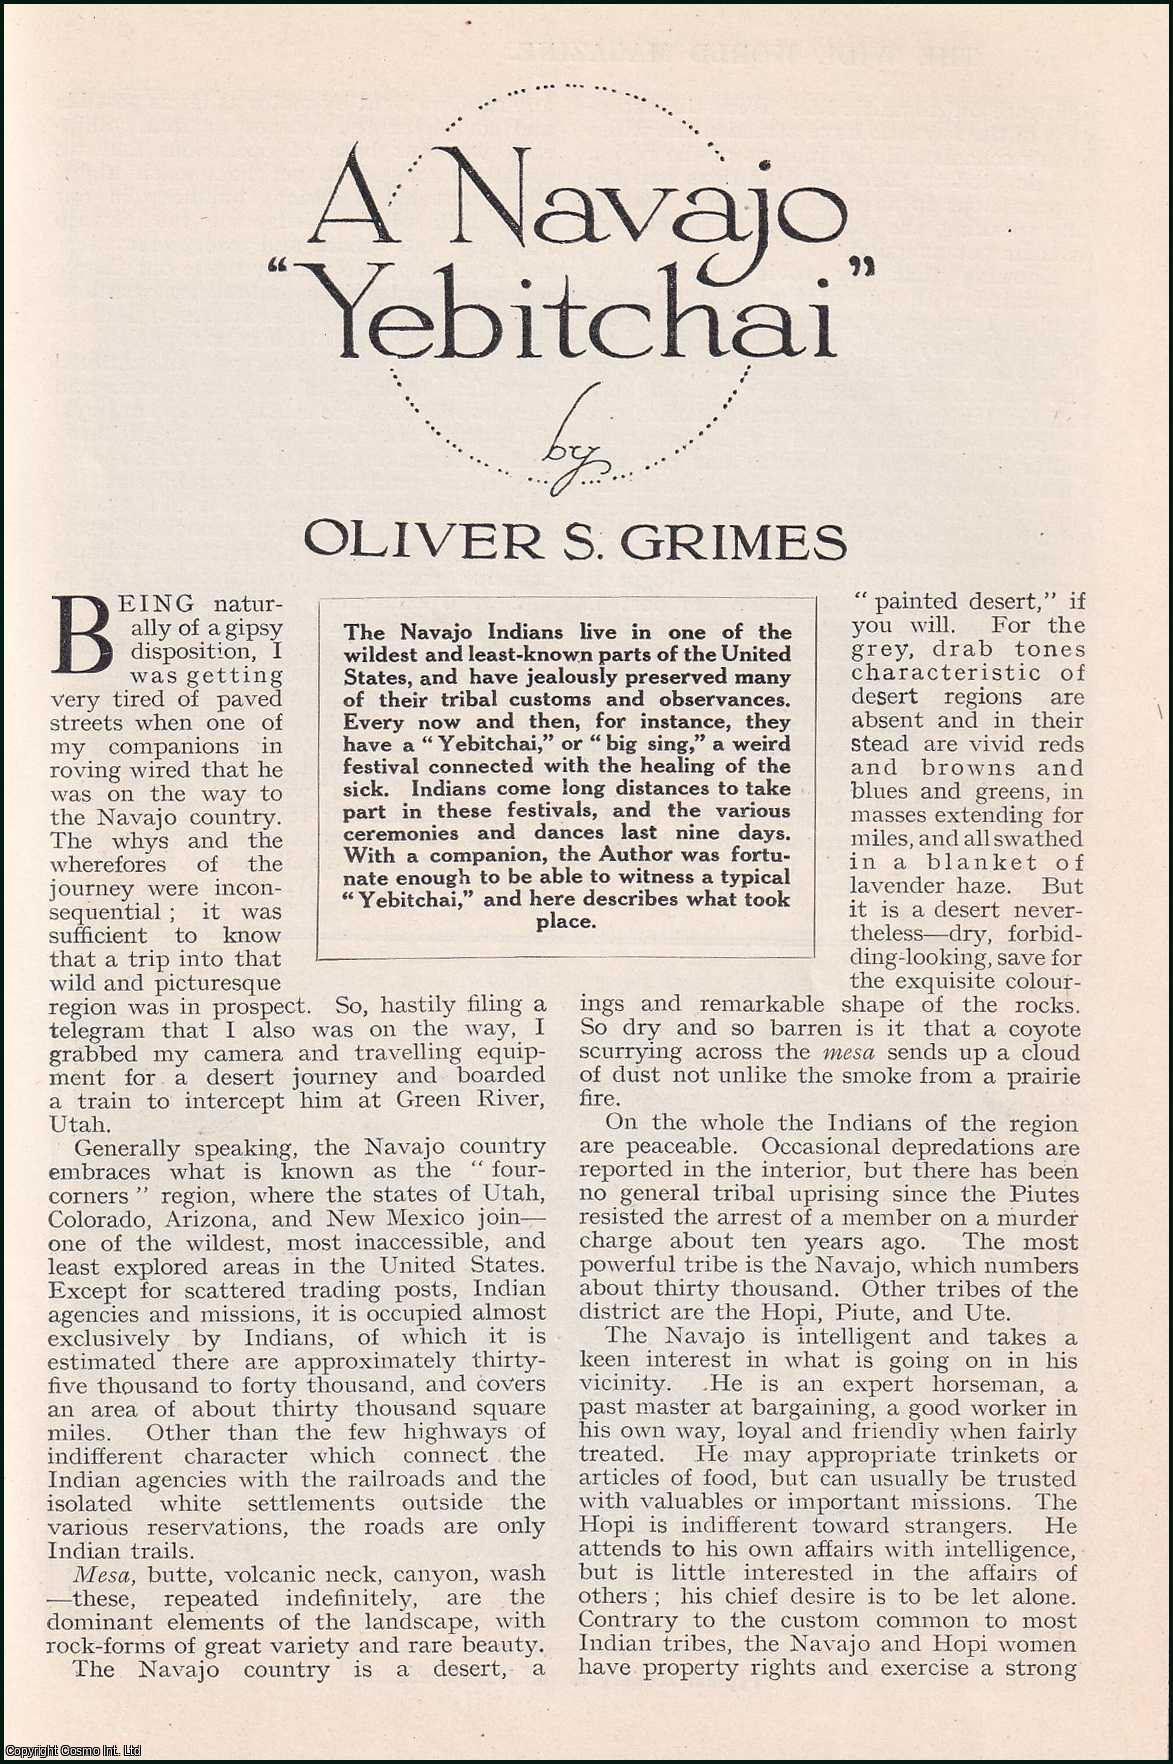 A Navajo
“Yebitchai”
by
OLIVER S. GRIMES
BEING natur-
ally of a gipsy
disposition, I
was getting
very tired of paved
streets when one of
my companions in
roving wired that he
was on the way to
the Navajo country.
The whys and the
wherefores of the
journey were incon-
sequential ; it was
sufficient to know
that a trip into that
wild and picturesque
region was in prospect. So, hastily filing a
telegram that I also was on the way, I
grabbed my camera and travelling equip-
ment for a desert journey and boarded
a train to intercept him at Green River,
Utah.
Generally speaking, the Navajo country
embraces what is known as the “ four-
corners ” region, where the states of Utah,
Colorado, Arizona, and New Mexico join—
one of the wildest, most inaccessible, and
least explored areas in the United States.
Except for scattered trading posts, Indian
agencies and missions, it is occupied almost
exclusively by Indians, of which it is
estimated there are approximately thirty-
five thousand to forty thousand, and covers
an area of about thirty thousand square
miles. Other than the few highways of
indifferent character which connect the
Indian agencies with the railroads and the
isolated white settlements outside the
various reservations, the roads are only
Indian trails.
Mesa, butte, volcanic neck, canyon, wash
—these, repeated indefinitely, are the
dominant elements of the landscape, with
rock-forms of great variety and rare beauty.
The Navajo country is a desert, a
The Navajo Indians live in one of the
wildest and least-known parts of the United
States, and have jealously preserved many
of their tribal customs and observances.
Every now and then, for instance, they
have a “ Yebitchai,” or “ big sing,” a weird
festival connected with the healing of the
sick. Indians come long distances to take
part in these festivals, and the various
ceremonies and dances last nine days.
With a companion, the Author was fortu-
nate enough to be able to witness a typical
“ Yebitchai,” and here describes what took
place.
“ painted desert,” if
you will. For the
grey, drab tones
characteristic of
desert regions are
absent and in their
stead are vivid reds
and browns and
blues and greens, in
masses extending for
miles, and all swathed
in a blanket of
lavender haze. But
it is a desert never-
theless—dry, forbid-
ding-looking, save for
the exquisite colour-
ings and remarkable shape of the rocks.
So dry and so barren is it that a coyote
scurrying across the mesa sends up a cloud
of dust not unlike the smoke from a prairie
fire.
On the whole the Indians of the region
are peaceable. Occasional depredations are
reported in the interior, but there has been
no general tribal uprising since the Piutes
resisted the arrest of a member on a murder
charge about ten years ago. The most
powerful tribe is the Navajo, which numbers
about thirty thousand. Other tribes of the
district are the Hopi, Piute, and Ute.
The Navajo is intelligent and takes a
keen interest in what is going on in his
vicinity. He is an expert horseman, a
past master at bargaining, a good worker in
his own way, loyal and friendly when fairly
treated. He may appropriate trinkets or
articles of food, but can usually be trusted
with valuables or important missions. The
Hopi is indifferent toward strangers. He
attends to his own affairs with intelligence,
but is little interested in the affairs of
others ; his chief desire is to be let alone.
Contrary to the custom common to most
Indian tribes, the Navajo and Hopi women
have property rights and exercise a strong
Copyright Cosmo Int. Ltd